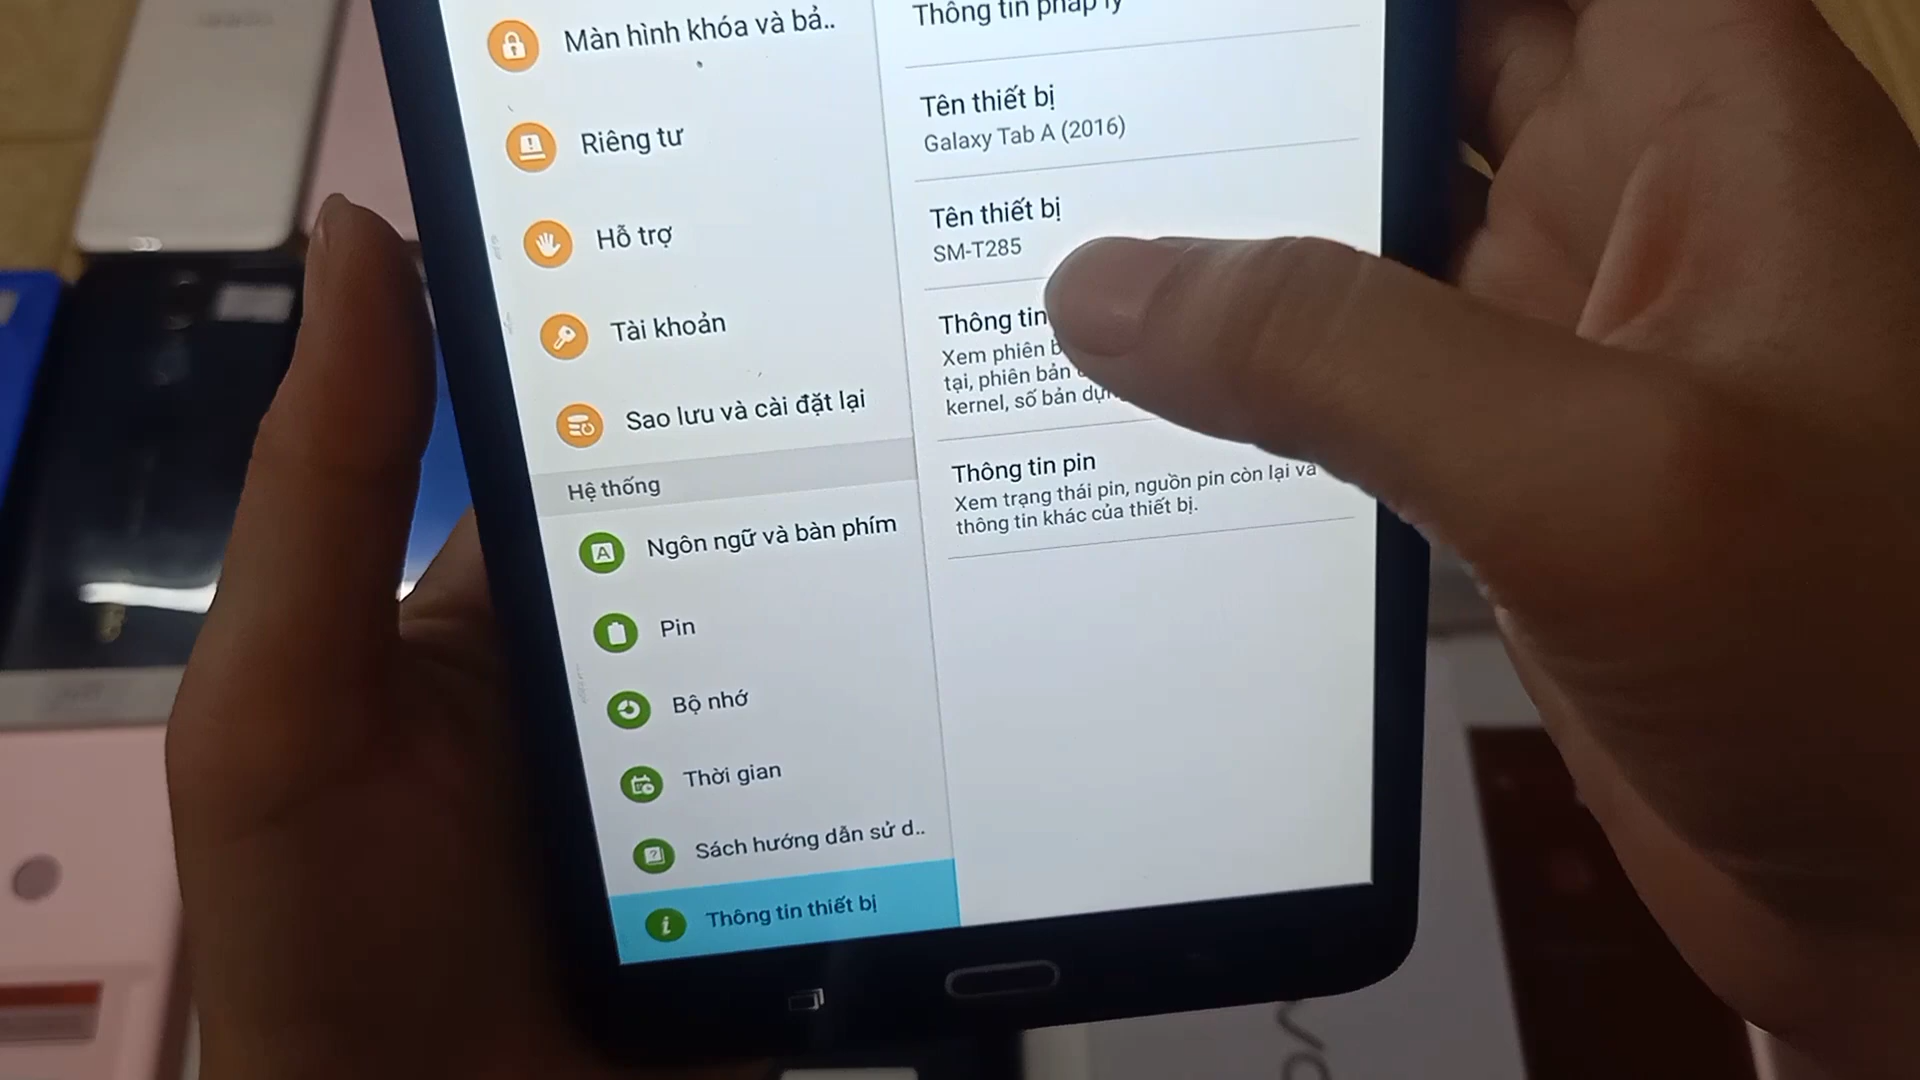 Màn hình khóa và bả..
Riêng tư
Hỗ trợ
Tài khoản
Sao lưu và cài đặt lại
Hệ thống
Ngôn ngữ và bàn phím
Pin
Bộ nhớ
Thời gian
Sách hướng dẫn sử d..
Thông tin thiết bị
Thông tin pháp lý
Tên thiết bị
Galaxy Tab A (2016)
Tên thiết bị
SM-T285
Thông tin
Xem phiên b
tại, phiên bản
kernel, số bản dựn
Thông tin pin
Xem trạng thái pin, nguồn pin còn lại và
thông tin khác của thiết bị.